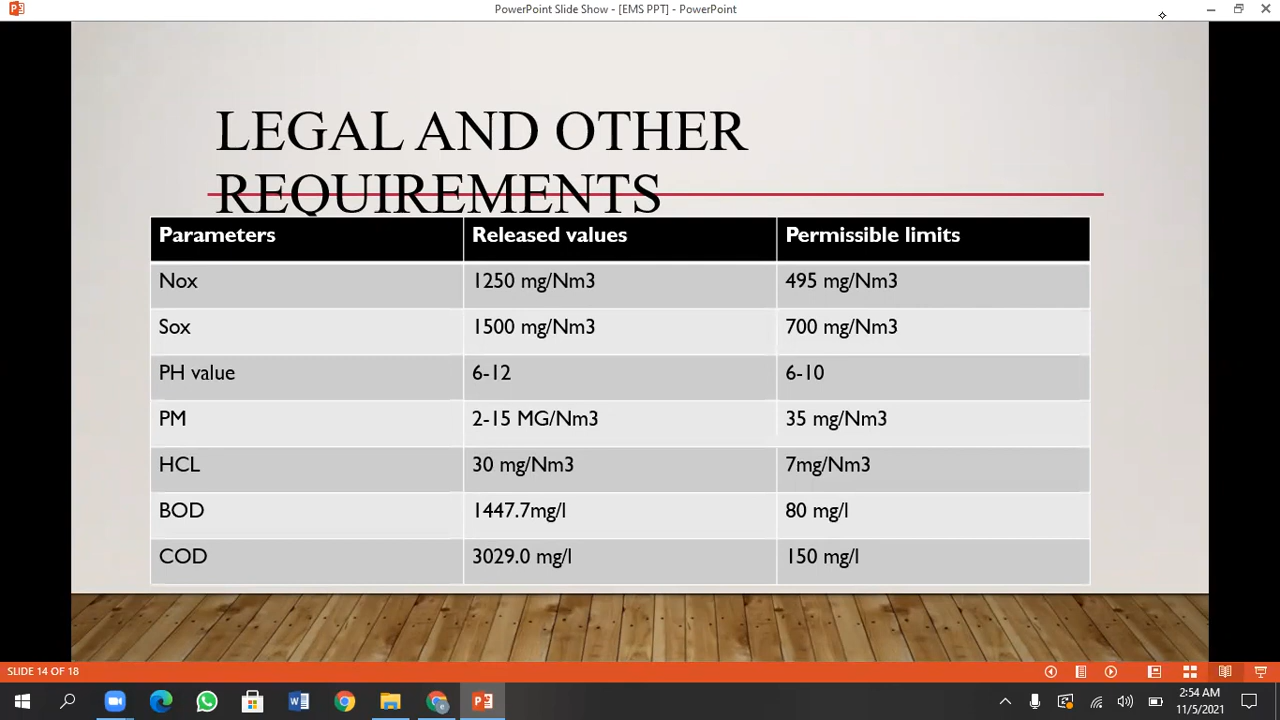 PowerPoint Slide Show - [EMS PPT] - PowerPoint
LEGAL AND OTHER
REQUIREMENTS
Parameters Released values Permissible limits
Nox 1250 mg/Nm3 495 mg/Nm3
Sox 1500 mg/Nm3 700 mg/Nm3
PH value 6-12 6-10
PM 2-15 MG/Nm3 35 mg/Nm3
HCL 30 mg/Nm3 7mg/Nm3
BOD 1447.7mg/l 80 mg/l
COD 3029.0 mg/l 150 mg/l
SLIDE 14 OF 18
2:54 AM
11/5/2021